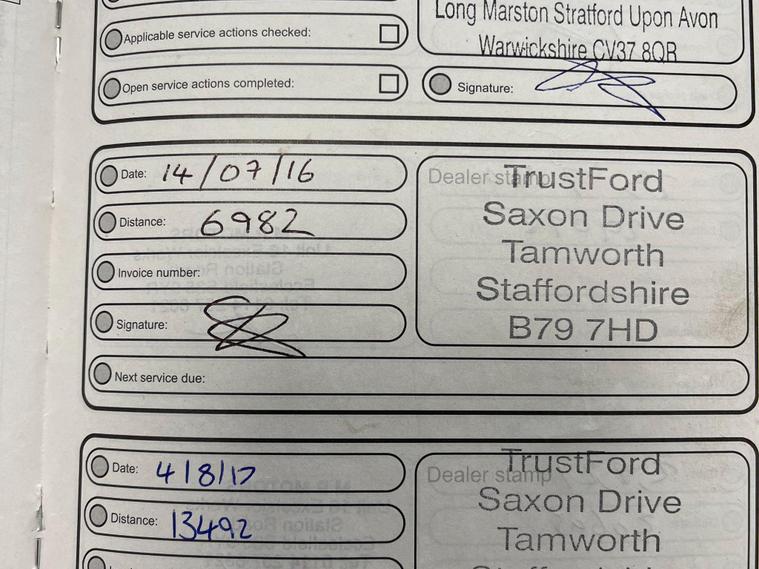 Long Marston Stratford Upon Avon
Warwickshire CV37 8QR
Applicable service actions checked:
Open service actions completed:
Signature:
Date: 14/07/16
Distance: 6982
Invoice number:
Signature:
Next service due:
Dealer stamp
TrustFord
Saxon Drive
Tamworth
Staffordshire
B79 7HD
Date: 4/8/17
Distance: 13492
Dealer stamp
TrustFord
Saxon Drive
Tamworth